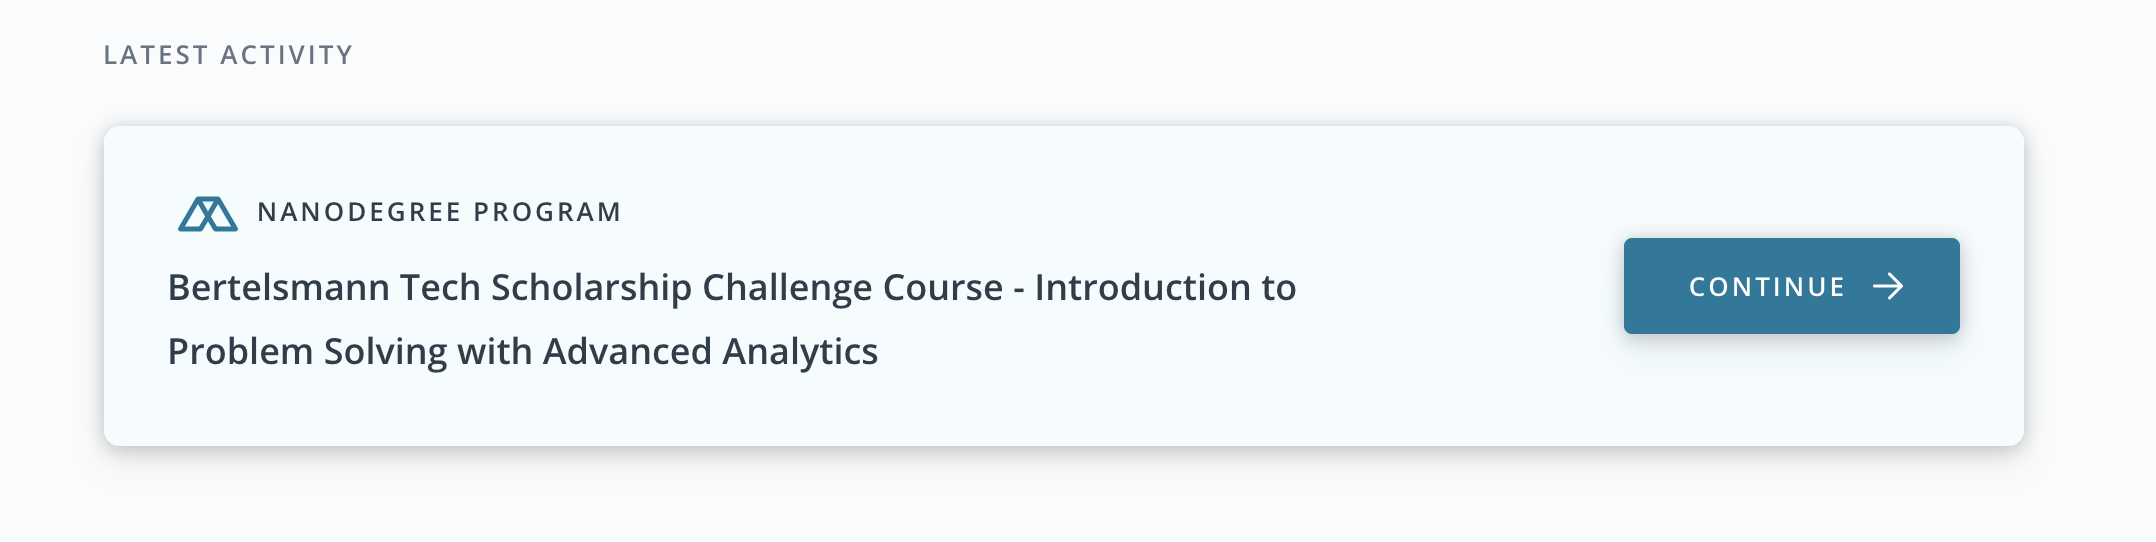 LATEST ACTIVITY
NANODEGREE PROGRAM
Bertelsmann Tech Scholarship Challenge Course - Introduction to
Problem Solving with Advanced Analytics
CONTINUE